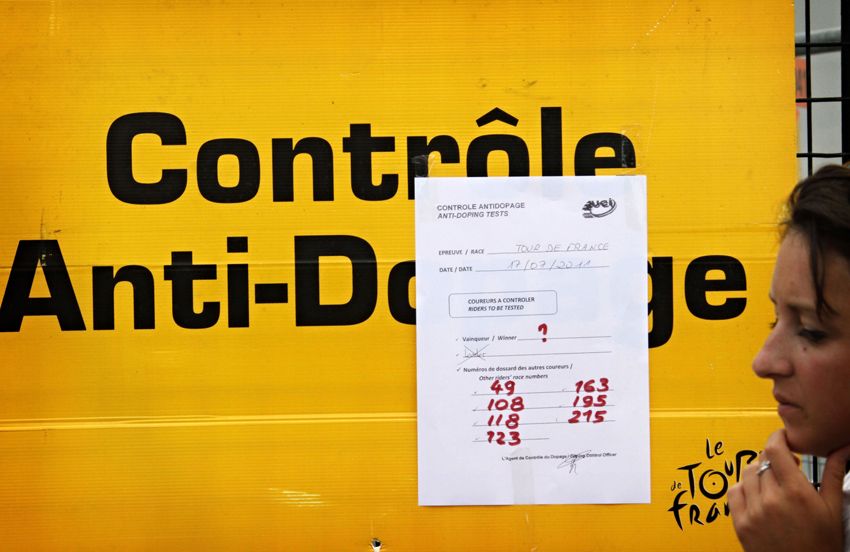 Contrôle
Anti-Do ge
CONTROLE ANTIDOPAGE
ANTI-DOPING TESTS
EPREUVE / RACE TOUR DE FRANCE
DATE / DATE 17/07/2011
COUREURS A CONTROLER
RIDERS TO BE TESTED
Vainqueur / Winner ?
Leader
Numéros de dossard des autres coureurs /
Other riders' race numbers
49 163
108 195
118 215
123
L'Agent de Contrôle du Dopage / Doping Control Officer
Le
TOUR
de
FRA